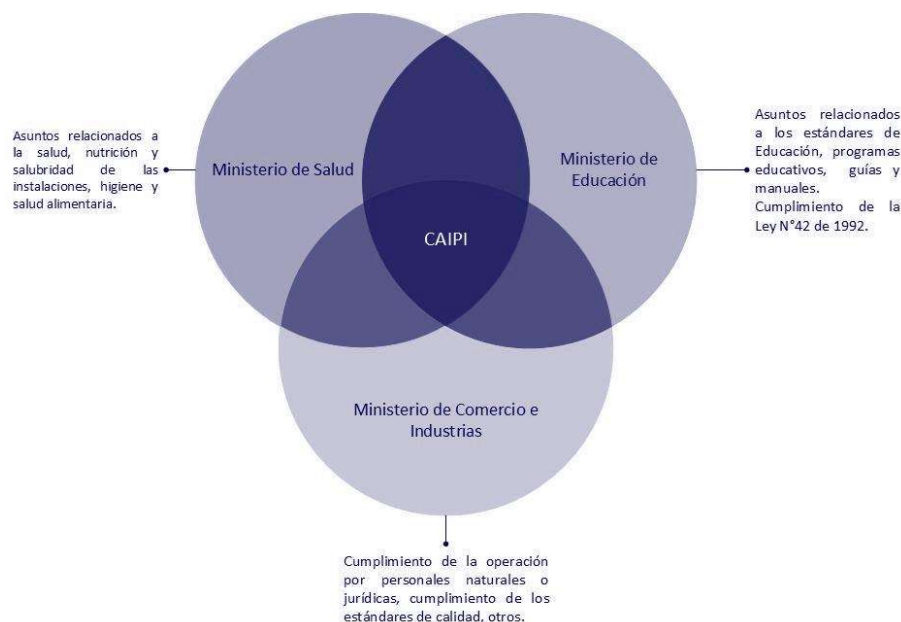 Asuntos relacionados a
la salud, nutrición y
salubridad de las
instalaciones, higiene y
salud alimentaria.
Ministerio de Salud
Ministerio de
Educación
Asuntos relacionados
a los estándares de
Educación, programas
educativos, guías y
manuales.
Cumplimiento de la
Ley N°42 de 1992.
CAIPI
Ministerio de Comercio e
Industrias
Cumplimiento de la operación
por personales naturales o
jurídicas, cumplimiento de los
estándares de calidad, otros.